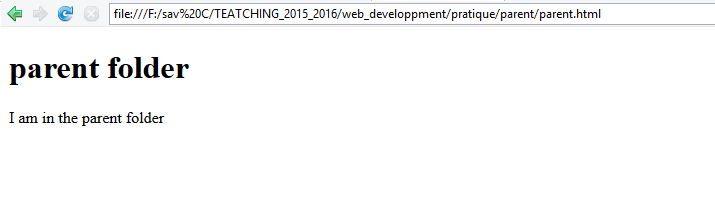 file:///F:/sav%20C/TEATCHING_2015_2016/web_developpment/pratique/parent/parent.html
parent folder
I am in the parent folder